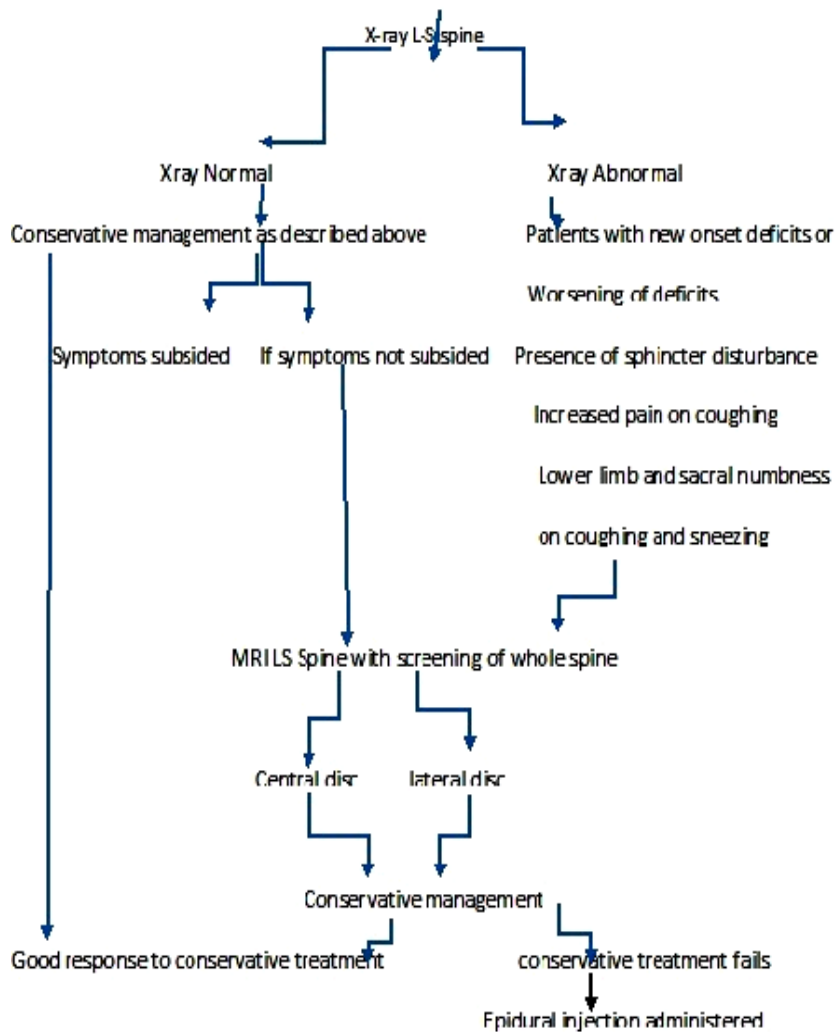 X-ray L-S spine
Xray Normal
Xray Abnormal
Conservative management as described above
Patients with new onset deficits or
Worsening of deficits
Symptoms subsided
If symptoms not subsided
Presence of sphincter disturbance
Increased pain on coughing
Lower limb and sacral numbness
on coughing and sneezing
MRI LS Spine with screening of whole spine
Central disc
lateral disc
Conservative management
Good response to conservative treatment
conservative treatment fails
Epidural injection administered